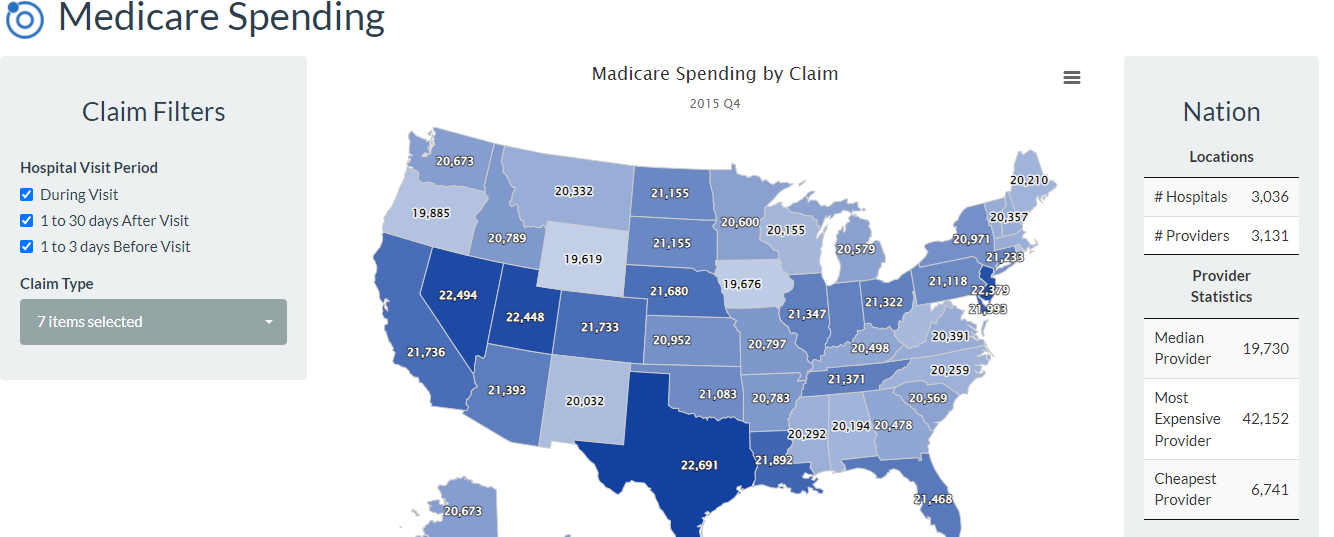 Medicare Spending
Claim Filters
Hospital Visit Period
During Visit
1 to 30 days After Visit
1 to 3 days Before Visit
Claim Type
7 items selected
Madicare Spending by Claim
2015 Q4
20,673
20,332
21,155
20,210
19,885
20,600
20,155
20,357
20,789
21,155
20,579
20,971
19,619
21,233
22,494
21,680
19,676
21,118
22,379
22,448
21,733
21,347
21,322
21,993
21,736
20,952
20,797
20,498
20,391
21,393
20,032
21,083
20,783
21,371
20,259
20,569
20,292
20,194
20,478
22,691
21,892
21,468
20,673
Nation
Locations
# Hospitals 3,036
# Providers 3,131
Provider
Statistics
Median
Provider 19,730
Most
Expensive 42,152
Provider
Cheapest
Provider 6,741